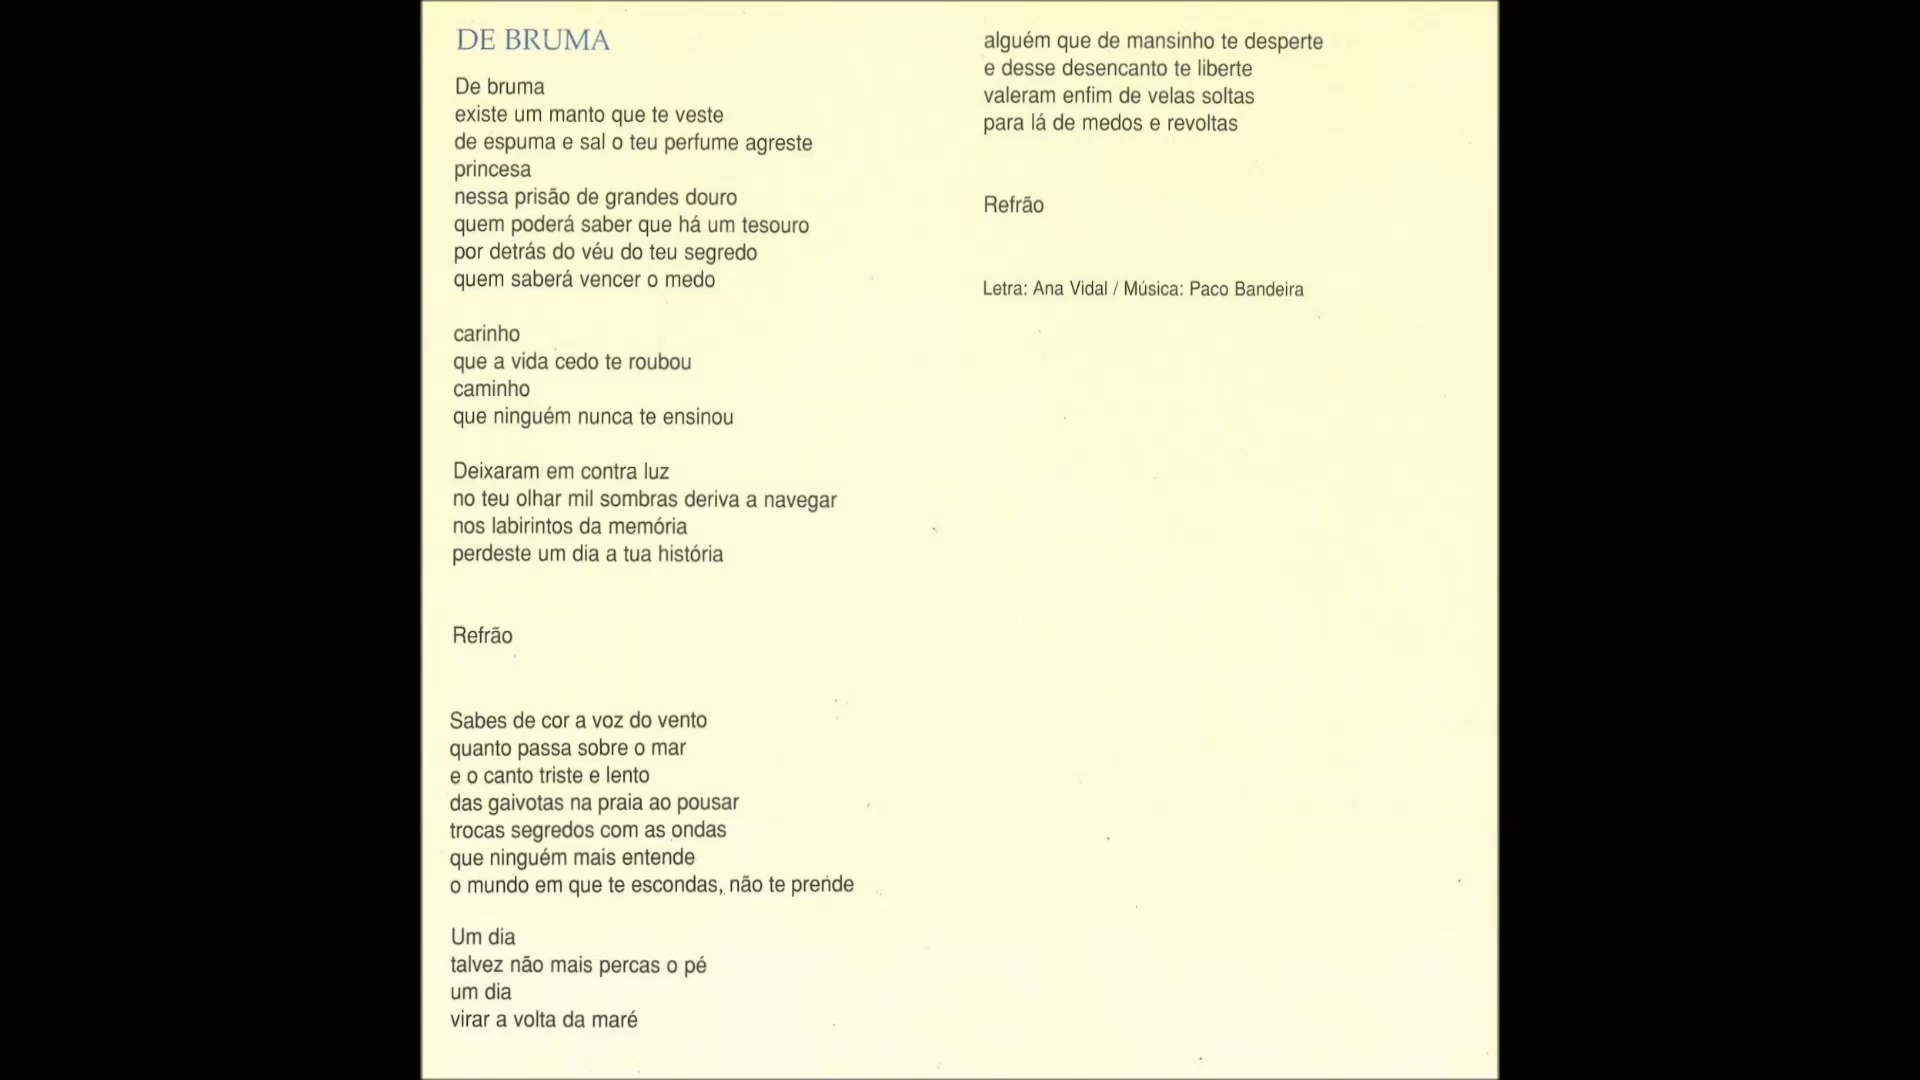 DE BRUMA
De bruma
existe um manto que te veste
de espuma e sal o teu perfume agreste
princesa
nessa prisão de grandes douro
quem poderá saber que há um tesouro
por detrás do véu do teu segredo
quem saberá vencer o medo
carinho
que a vida cedo te roubou
caminho
que ninguém nunca te ensinou
Deixaram em contra luz
no teu olhar mil sombras deriva a navegar
nos labirintos da memória
perdeste um dia a tua história
Refrão
Sabes de cor a voz do vento
quanto passa sobre o mar
e o canto triste e lento
das gaivotas na praia ao pousar
trocas segredos com as ondas
que ninguém mais entende
o mundo em que te escondas, não te prende
Um dia
talvez não mais percas o pé
um dia
virar a volta da maré
alguém que de mansinho te desperte
e desse desencanto te liberte
valeram enfim de velas soltas
para lá de medos e revoltas
Refrão
Letra: Ana Vidal / Música: Paco Bandeira